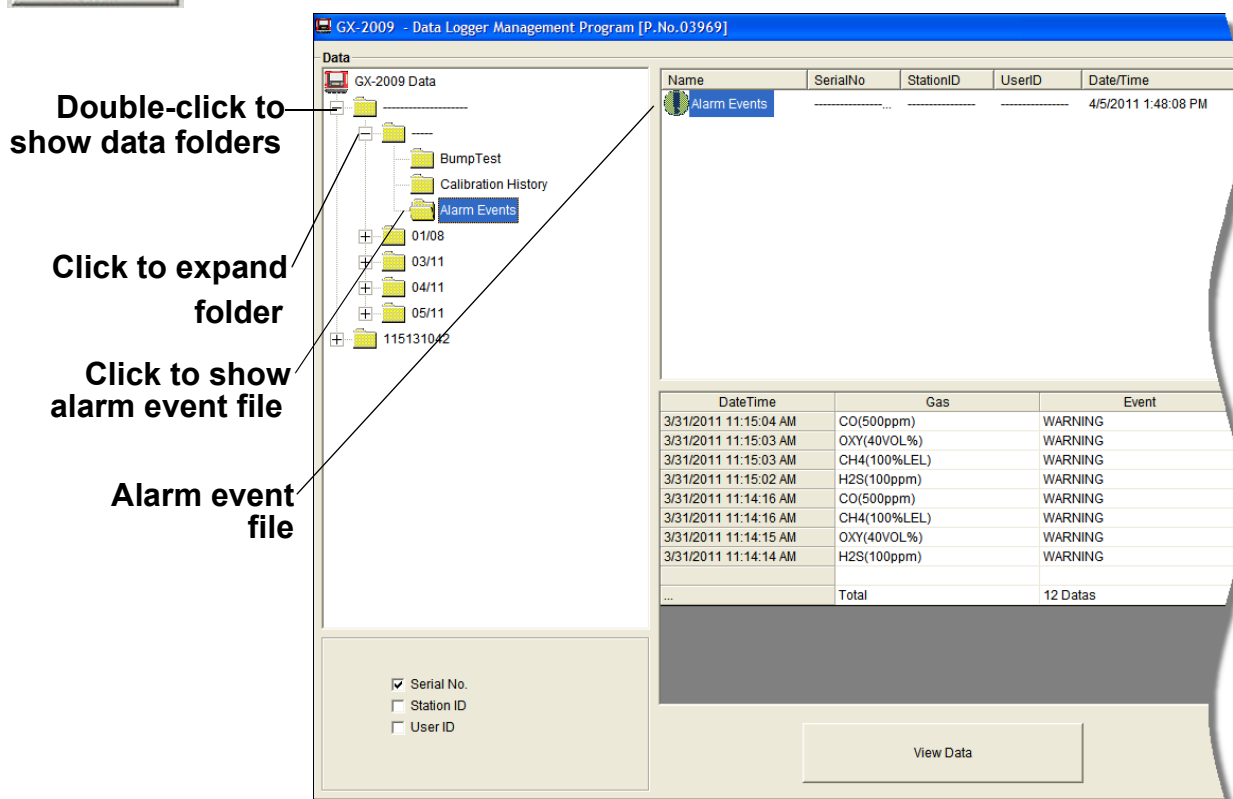 GX-2009 - Data Logger Management Program [P.No.03969]
Data
GX-2009 Data
--------------------
-----
BumpTest
Calibration History
Alarm Events
01/08
03/11
04/11
05/11
115131042
Double-click to
show data folders
Click to expand
folder
Click to show
alarm event file
Alarm event
file
Name SerialNo StationID UserID Date/Time
Alarm Events ----------------... ---------------- ---------------- 4/5/2011 1:48:08 PM
DateTime Gas Event
3/31/2011 11:15:04 AM CO(500ppm) WARNING
3/31/2011 11:15:03 AM OXY(40VOL%) WARNING
3/31/2011 11:15:03 AM CH4(100%LEL) WARNING
3/31/2011 11:15:02 AM H2S(100ppm) WARNING
3/31/2011 11:14:16 AM CO(500ppm) WARNING
3/31/2011 11:14:16 AM CH4(100%LEL) WARNING
3/31/2011 11:14:15 AM OXY(40VOL%) WARNING
3/31/2011 11:14:14 AM H2S(100ppm) WARNING
... Total 12 Datas
Serial No.
Station ID
User ID
View Data